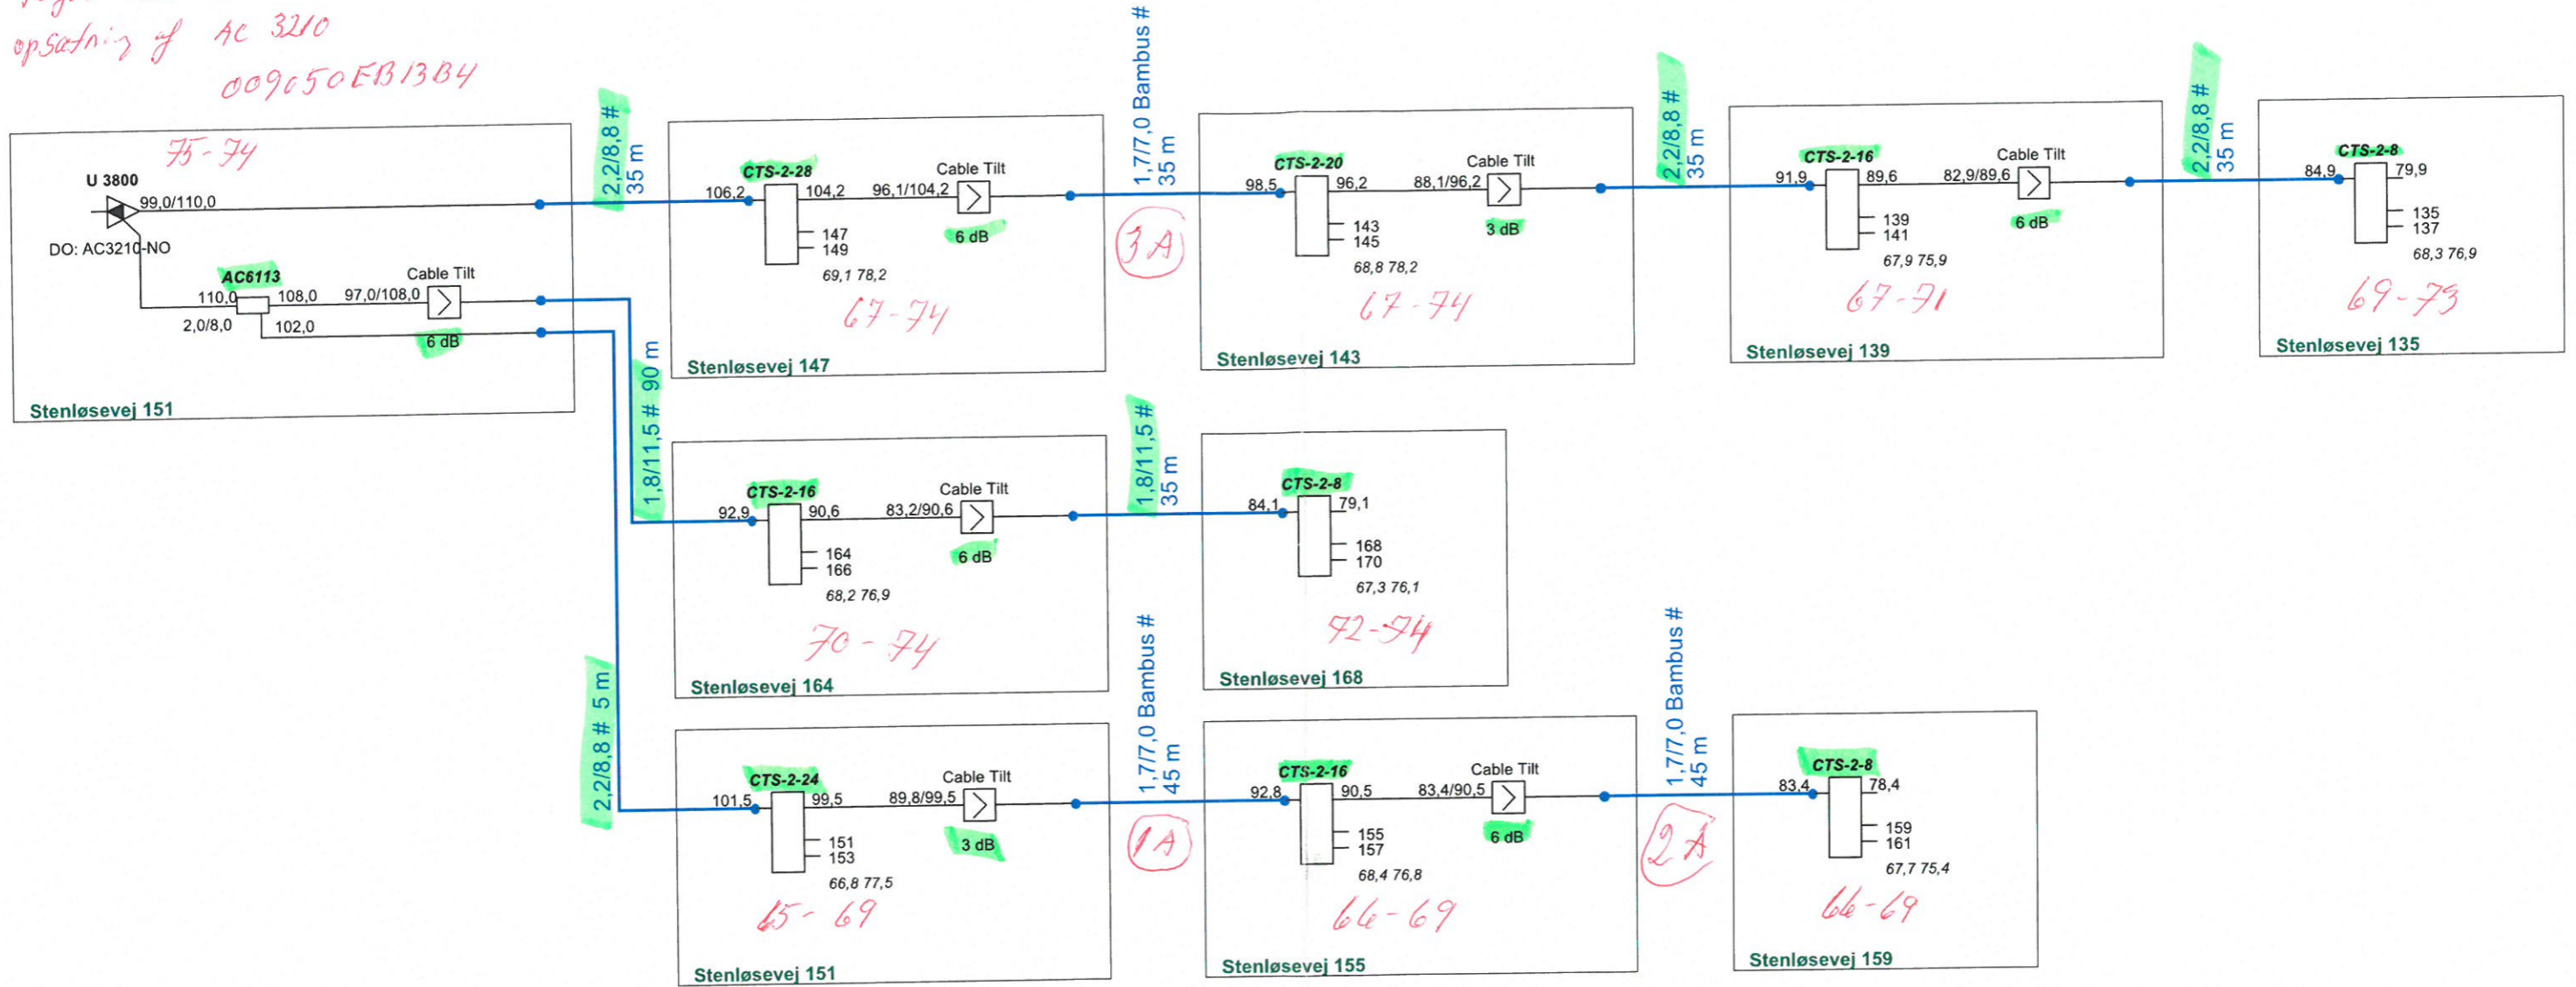 opsætning af AC 3210
009050EB13B4
75-74
U 3800
99,0/110,0
DO: AC3210-NO
AC6113
110,0
108,0
97,0/108,0
Cable Tilt
6 dB
2,0/8,0
102,0
Stenløsevej 151
2,2/8,8 #
35 m
CTS-2-28
106,2
104,2
96,1/104,2
Cable Tilt
6 dB
147
149
69,1 78,2
67-74
Stenløsevej 147
1,7/7,0 Bambus #
35 m
3A
CTS-2-20
98,5
96,2
88,1/96,2
Cable Tilt
3 dB
143
145
68,8 78,2
67-74
Stenløsevej 143
2,2/8,8 #
35 m
CTS-2-16
91,9
89,6
82,9/89,6
Cable Tilt
6 dB
139
141
67,9 75,9
67-71
Stenløsevej 139
2,2/8,8 #
35 m
CTS-2-8
84,9
79,9
135
137
68,3 76,9
69-73
Stenløsevej 135
1,8/11,5 # 90 m
CTS-2-16
92,9
90,6
83,2/90,6
Cable Tilt
6 dB
164
166
68,2 76,9
70-74
Stenløsevej 164
1,8/11,5 #
35 m
CTS-2-8
84,1
79,1
168
170
67,3 76,1
72-74
Stenløsevej 168
2,2/8,8 # 5 m
CTS-2-24
101,5
99,5
89,8/99,5
Cable Tilt
3 dB
151
153
66,8 77,5
65-69
Stenløsevej 151
1,7/7,0 Bambus #
45 m
1A
CTS-2-16
92,8
90,5
83,4/90,5
Cable Tilt
6 dB
155
157
68,4 76,8
66-69
Stenløsevej 155
1,7/7,0 Bambus #
45 m
2A
CTS-2-8
83,4
78,4
159
161
67,7 75,4
66-69
Stenløsevej 159